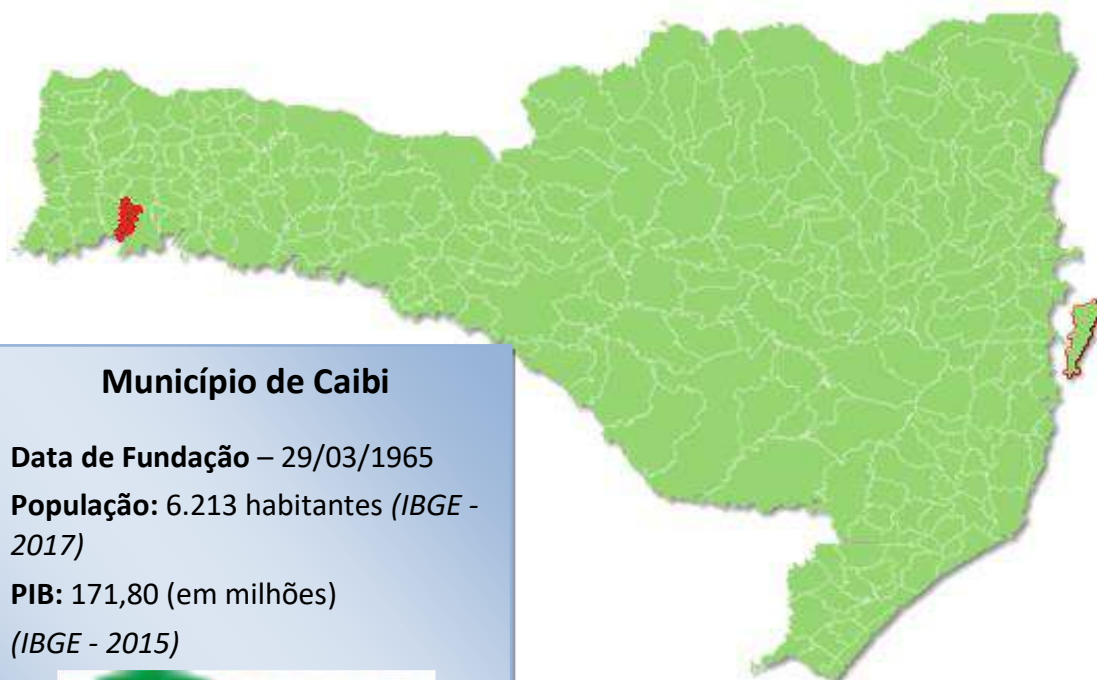 Município de Caibi
Data de Fundação – 29/03/1965
População: 6.213 habitantes (IBGE -
2017)
PIB: 171,80 (em milhões)
(IBGE - 2015)